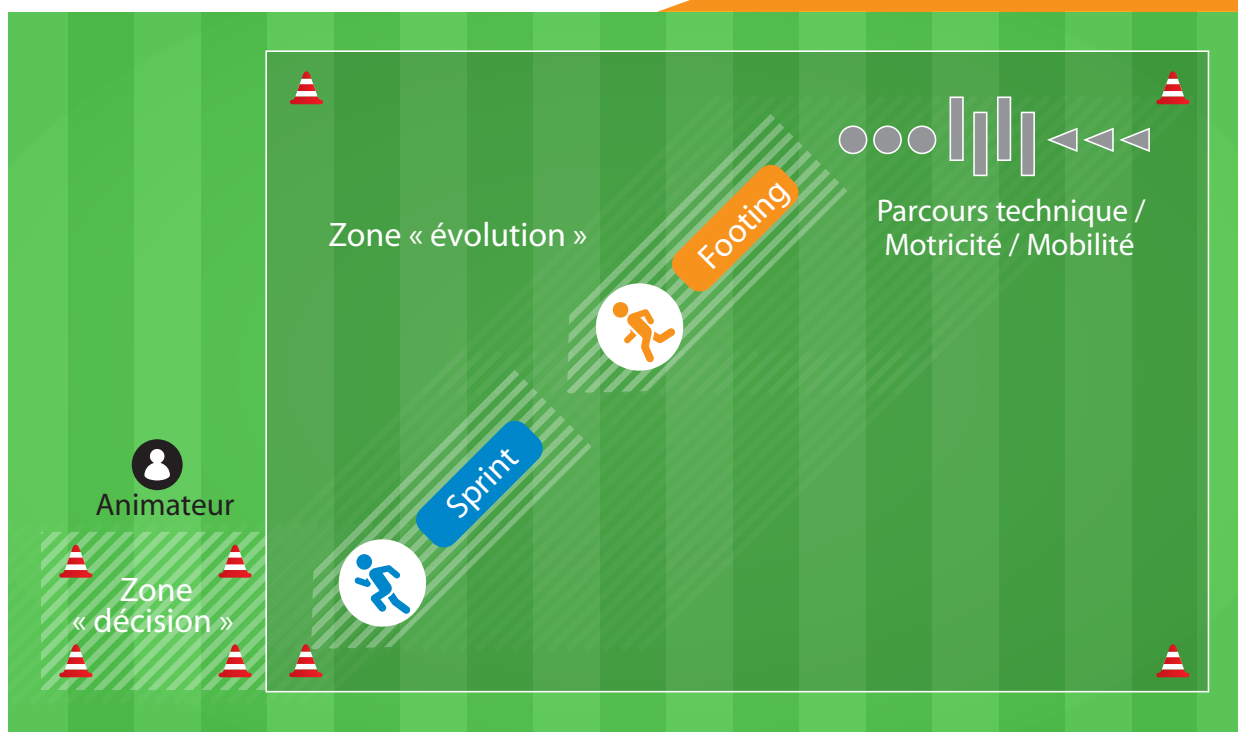 Zone « évolution »
Footing
Parcours technique /
Motricité / Mobilité
Sprint
Animateur
Zone
« décision »